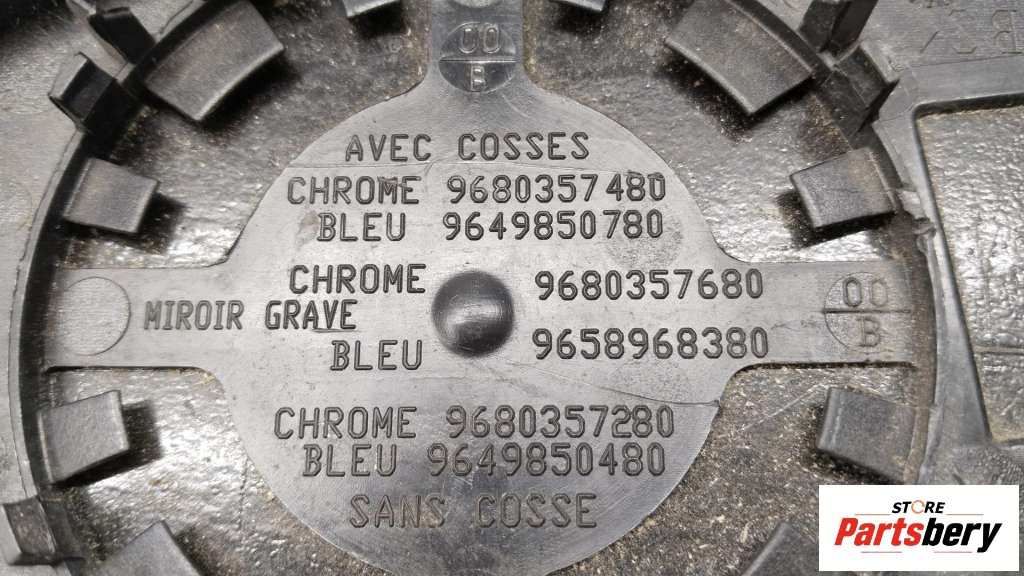 00
B
AVEC COSSES
CHROME 9680357480
BLEU 9649850780
CHROME 9680357680
MIROIR GRAVE
BLEU 9658968380
00
B
CHROME 9680357280
BLEU 9649850480
SANS COSSE
STORE
Partsbery